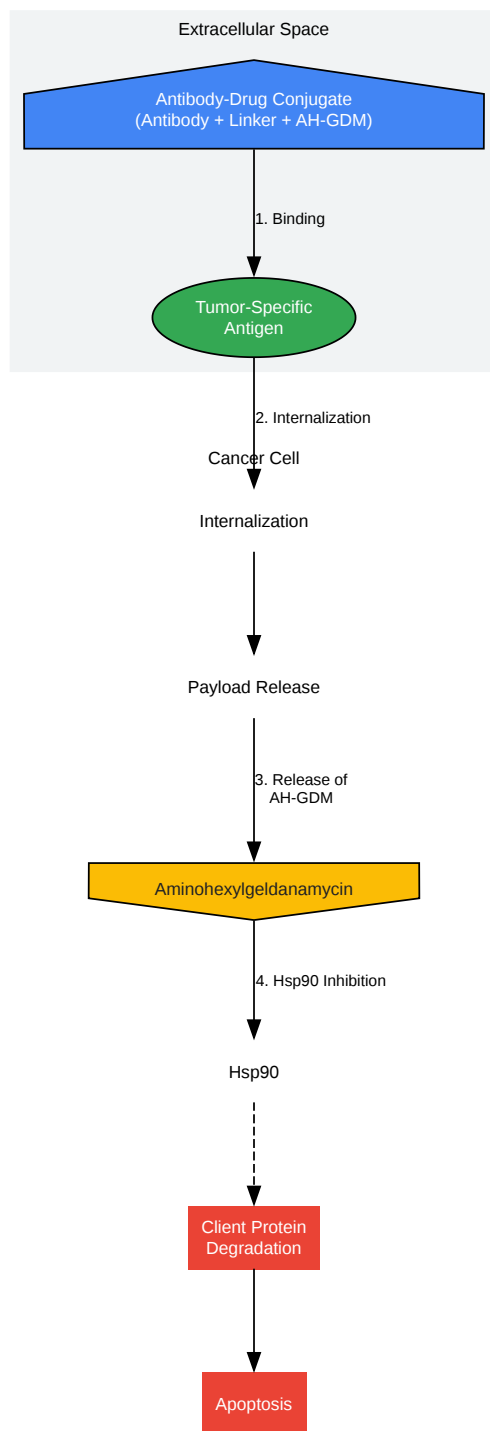 Extracellular Space
Antibody-Drug Conjugate
(Antibody + Linker + AH-GDM)
1. Binding
Tumor-Specific
Antigen
2. Internalization
Cancer Cell
Internalization
Payload Release
3. Release of
AH-GDM
Aminohexylgeldanamycin
4. Hsp90 Inhibition
Hsp90
Client Protein
Degradation
Apoptosis